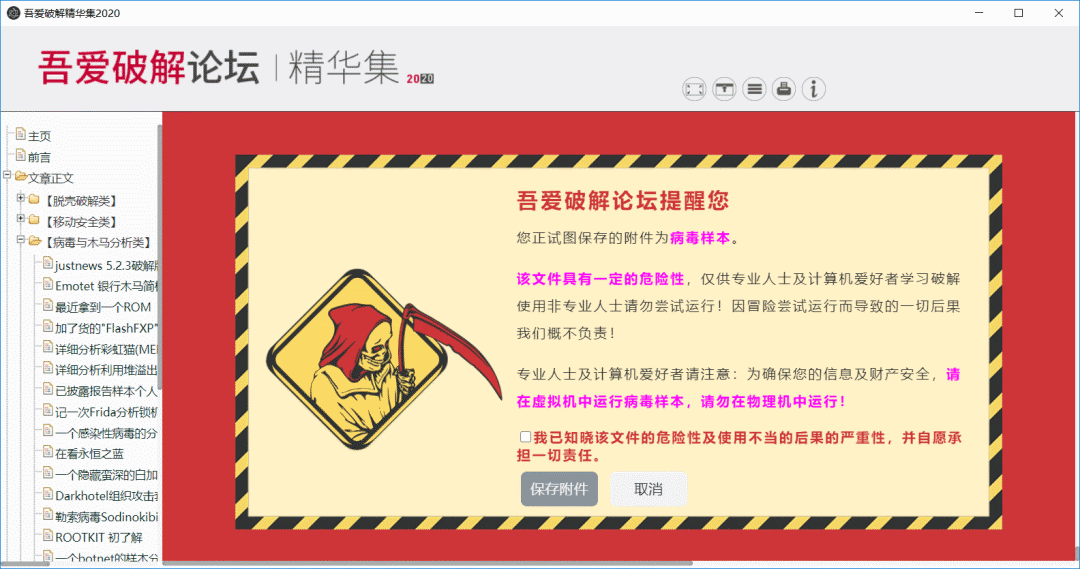 吾爱破解精华集2020
吾爱破解论坛 | 精华集 2020
主页
前言
文章正文
【脱壳破解类】
【移动安全类】
【病毒与木马分析类】
justnews 5.2.3破解版
Emotet 银行木马简
最近拿到一个ROM
加了货的"FlashFXP"
详细分析彩虹猫(ME
详细分析利用堆溢出
已披露报告样本个人
记一次Frida分析锁机
一个感染性病毒的分
在看永恒之蓝
一个隐藏蛮深的白加
Darkhotel组织攻击
勒索病毒Sodinokibi
ROOTKIT 初了解
一个botnet的样本分
吾爱破解论坛提醒您
您正试图保存的附件为病毒样本。
该文件具有一定的危险性，仅供专业人士及计算机爱好者学习破解
使用非专业人士请勿尝试运行！因冒险尝试运行而导致的一切后果
我们概不负责！
专业人士及计算机爱好者请注意：为确保您的信息及财产安全，请
在虚拟机中运行病毒样本，请勿在物理机中运行！
我已知晓该文件的危险性及使用不当的后果的严重性，并自愿承
担一切责任。
保存附件
取消